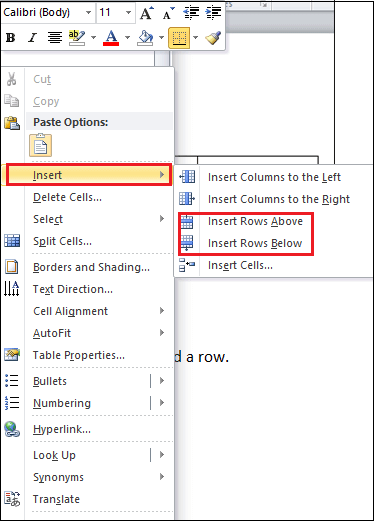 Calibri (Body) 11 A A
B I U ab A
Cut
Copy
Paste Options:
Insert
Delete Cells...
Select
Split Cells...
Borders and Shading...
Text Direction...
Cell Alignment
AutoFit
Table Properties...
Bullets
Numbering
Hyperlink...
Look Up
Synonyms
Translate
Insert Columns to the Left
Insert Columns to the Right
Insert Rows Above
Insert Rows Below
Insert Cells...
d a row.